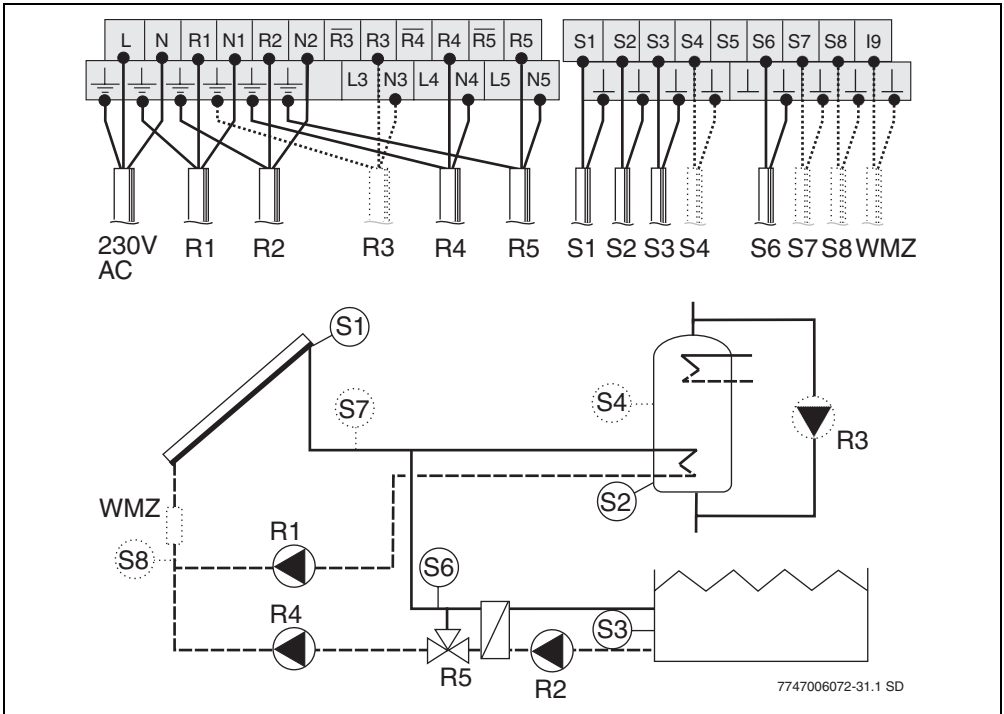 L N R1 N1 R2 N2 R̅3̅ R3 R̅4̅ R4 R̅5̅ R5
L3 N3 L4 N4 L5 N5
S1 S2 S3 S4 S5 S6 S7 S8 I9
230V
AC
R1 R2 R3 R4 R5
S1 S2 S3 S4 S6 S7 S8 WMZ
S1
S7
S4
R3
S2
WMZ
S8
R1
S6
R4
S3
R5
R2
7747006072-31.1 SD